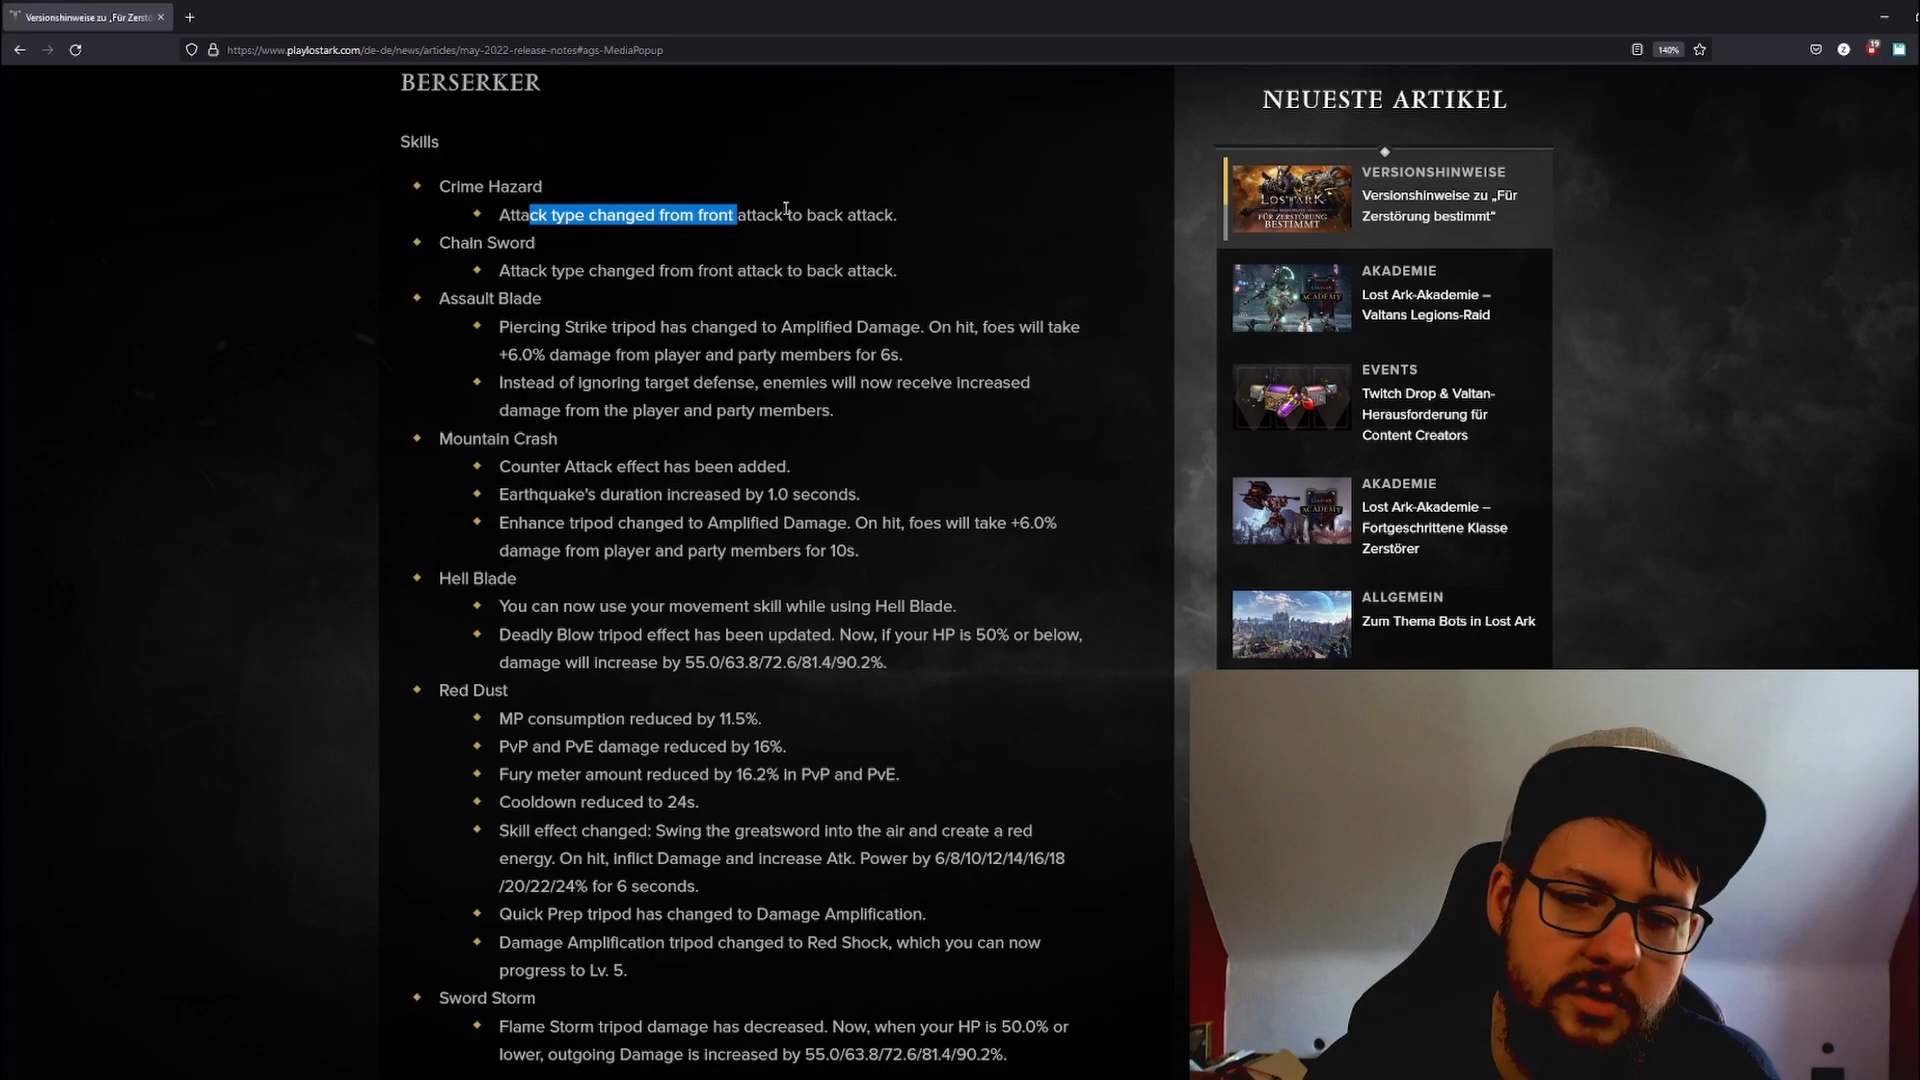 Versionshinweise zu „Für Zerstö
https://www.playlostark.com/de-de/news/articles/may-2022-release-notes#ags-MediaPopup
140%
19
BERSERKER
Skills
Crime Hazard
Attack type changed from front attack to back attack.
Chain Sword
Attack type changed from front attack to back attack.
Assault Blade
Piercing Strike tripod has changed to Amplified Damage. On hit, foes will take
+6.0% damage from player and party members for 6s.
Instead of ignoring target defense, enemies will now receive increased
damage from the player and party members.
Mountain Crash
Counter Attack effect has been added.
Earthquake's duration increased by 1.0 seconds.
Enhance tripod changed to Amplified Damage. On hit, foes will take +6.0%
damage from player and party members for 10s.
Hell Blade
You can now use your movement skill while using Hell Blade.
Deadly Blow tripod effect has been updated. Now, if your HP is 50% or below,
damage will increase by 55.0/63.8/72.6/81.4/90.2%.
Red Dust
MP consumption reduced by 11.5%.
PvP and PvE damage reduced by 16%.
Fury meter amount reduced by 16.2% in PvP and PvE.
Cooldown reduced to 24s.
Skill effect changed: Swing the greatsword into the air and create a red
energy. On hit, inflict Damage and increase Atk. Power by 6/8/10/12/14/16/18
/20/22/24% for 6 seconds.
Quick Prep tripod has changed to Damage Amplification.
Damage Amplification tripod changed to Red Shock, which you can now
progress to Lv. 5.
Sword Storm
Flame Storm tripod damage has decreased. Now, when your HP is 50.0% or
lower, outgoing Damage is increased by 55.0/63.8/72.6/81.4/90.2%.
NEUESTE ARTIKEL
LOST ARK
FÜR ZERSTÖRUNG
BESTIMMT
VERSIONSHINWEISE
Versionshinweise zu „Für
Zerstörung bestimmt“
ACADEMY
AKADEMIE
Lost Ark-Akademie –
Valtans Legions-Raid
EVENTS
Twitch Drop & Valtan-
Herausforderung für
Content Creators
ACADEMY
AKADEMIE
Lost Ark-Akademie –
Fortgeschrittene Klasse
Zerstörer
ALLGEMEIN
Zum Thema Bots in Lost Ark